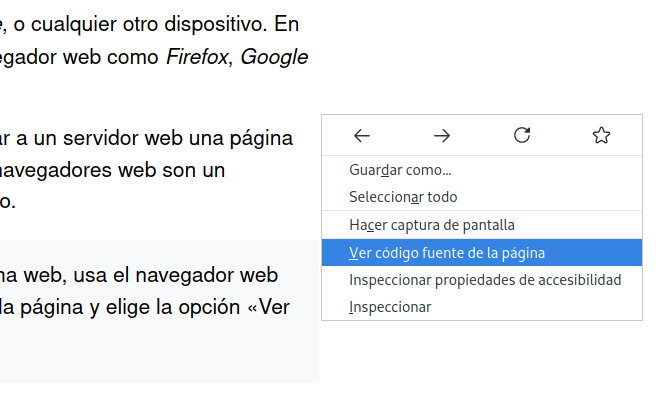 , o cualquier otro dispositivo. En
egador web como Firefox, Google
ar a un servidor web una página
navegadores web son un
o.
na web, usa el navegador web
la página y elige la opción «Ver
Guardar como...
Seleccionar todo
Hacer captura de pantalla
Ver código fuente de la página
Inspeccionar propiedades de accesibilidad
Inspeccionar